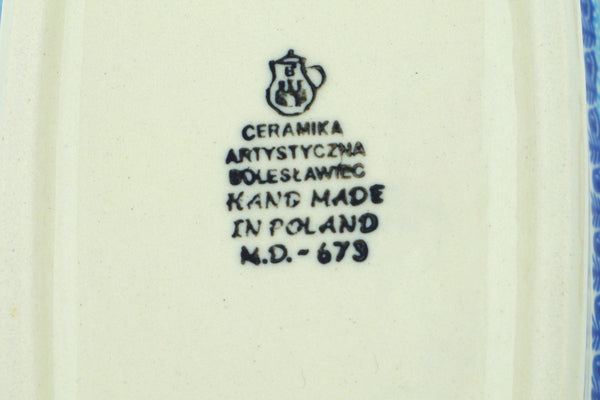 B
CERAMIKA
ARTYSTYCZNA
BOLESŁAWIEC
HAND MADE
IN POLAND
M.D. - 679